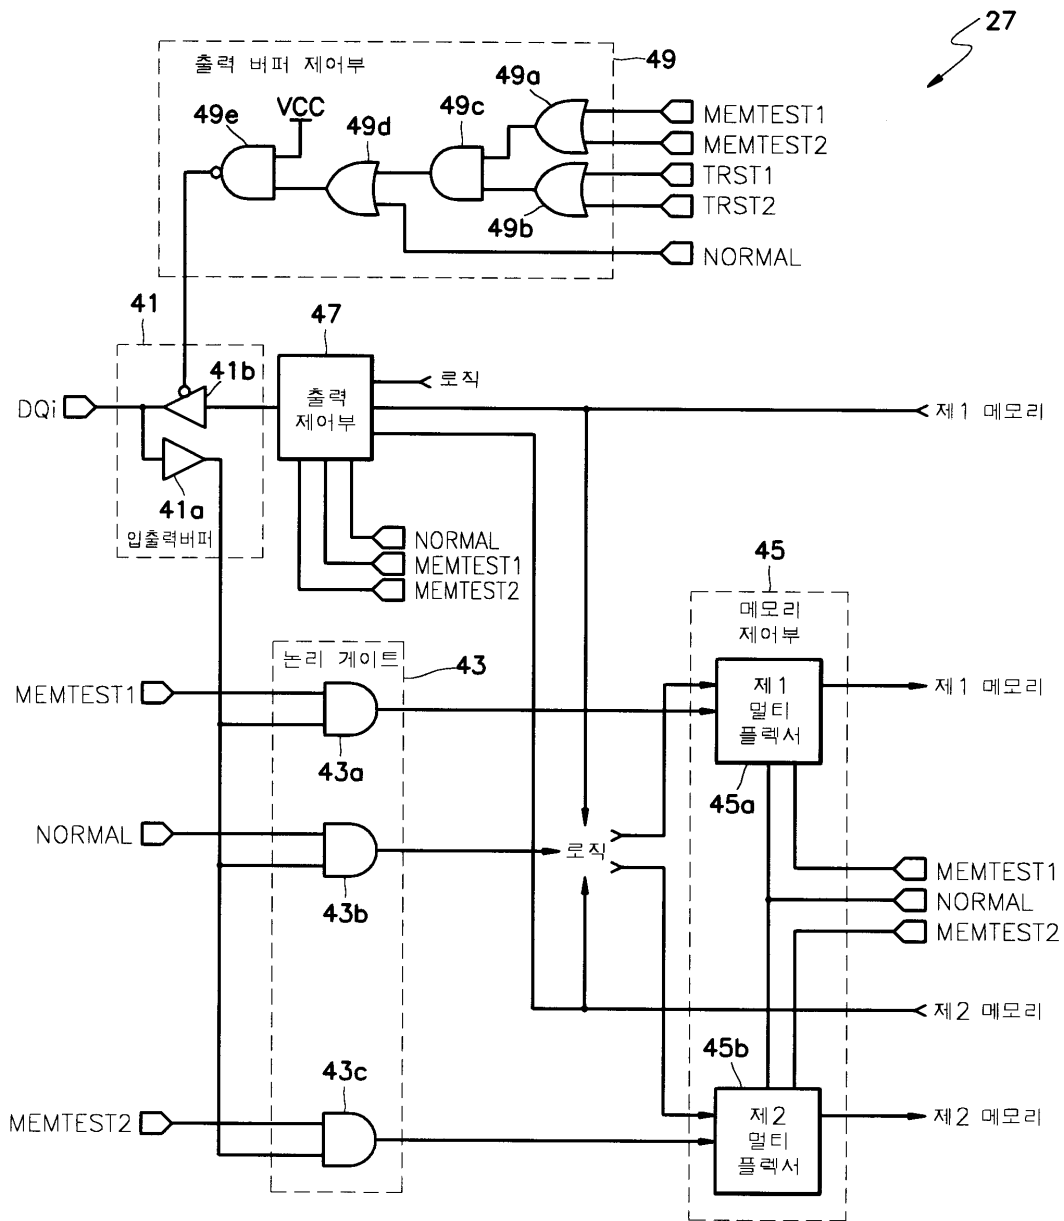 27
출력 버퍼 제어부
49
49a
49c
49d
49e
VCC
49b
MEMTEST1
MEMTEST2
TRST1
TRST2
NORMAL
41
41b
41a
입출력버퍼
DQi
47
출력
제어부
로직
제1 메모리
NORMAL
MEMTEST1
MEMTEST2
45
메모리
제어부
논리 게이트
43
MEMTEST1
43a
제1
멀티
플렉서
45a
제1 메모리
NORMAL
43b
로직
MEMTEST1
NORMAL
MEMTEST2
제2 메모리
45b
43c
MEMTEST2
제2
멀티
플렉서
제2 메모리